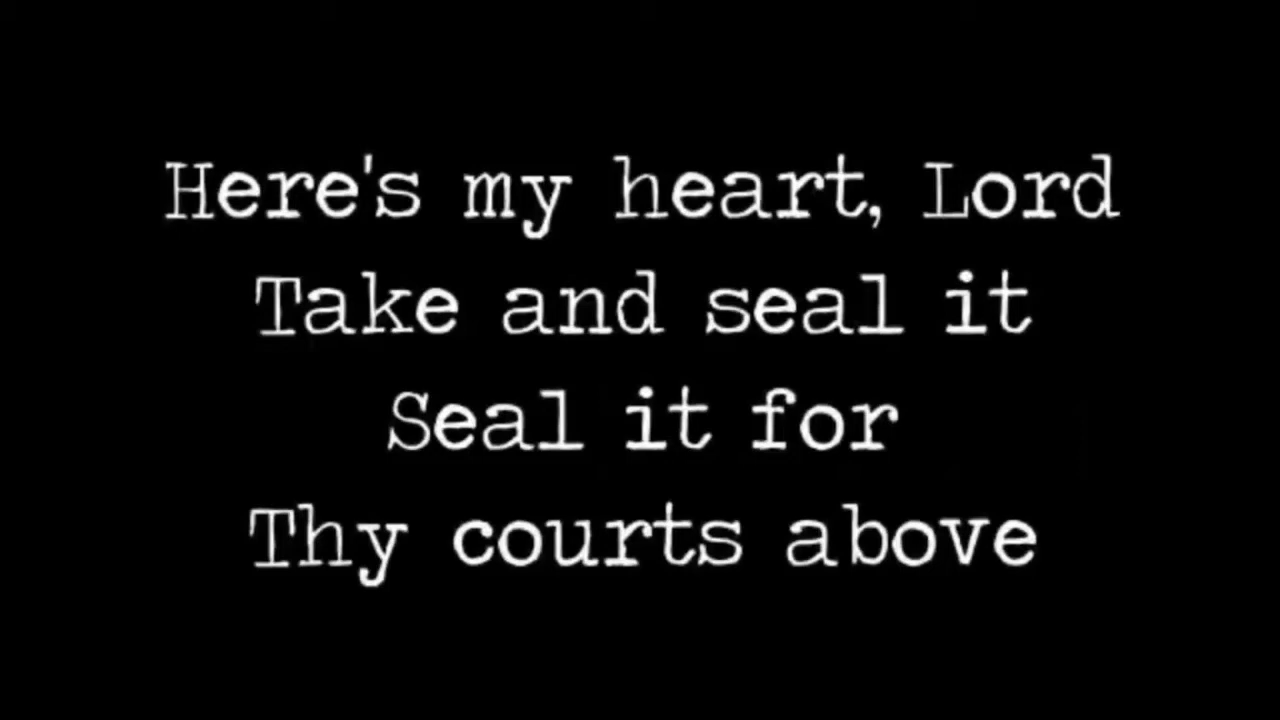 Here's my heart, Lord
Take and seal it
Seal it for
Thy courts above